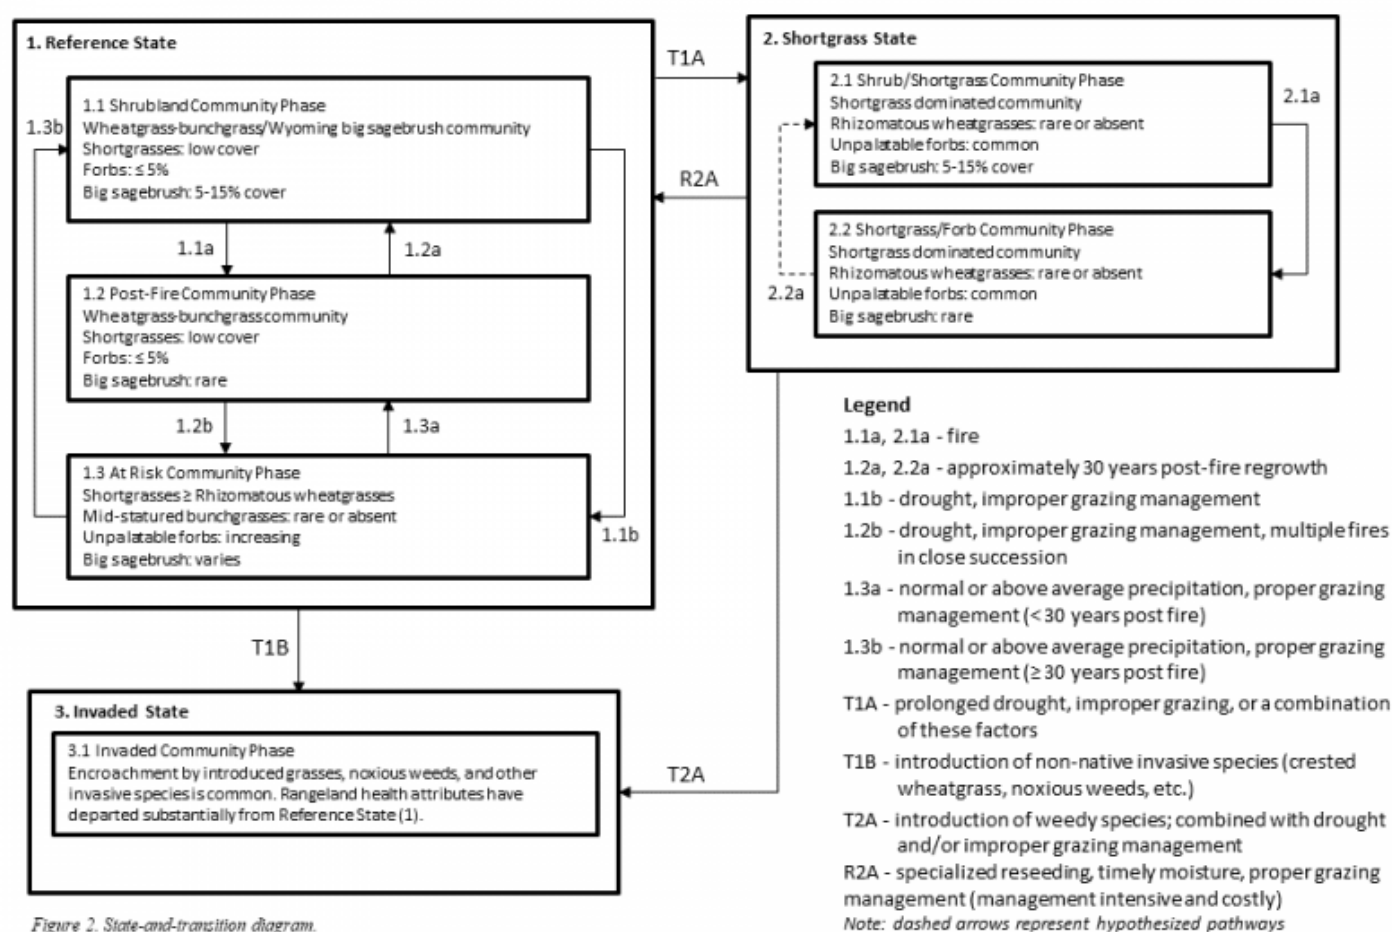 1. Reference State
1.1 Shrubland Community Phase
Wheatgrass-bunchgrass/Wyoming big sagebrush community
Shortgrasses: low cover
Forbs: ≤ 5%
Big sagebrush: 5-15% cover
1.3b
1.1a
1.2a
1.2 Post-Fire Community Phase
Wheatgrass-bunchgrass community
Shortgrasses: low cover
Forbs: ≤ 5%
Big sagebrush: rare
1.2b
1.3a
1.3 At Risk Community Phase
Shortgrasses ≥ Rhizomatous wheatgrasses
Mid-statured bunchgrasses: rare or absent
Unpalatable forbs: increasing
Big sagebrush: varies
1.1b
T1A
R2A
2. Shortgrass State
2.1 Shrub/Shortgrass Community Phase
Shortgrass dominated community
Rhizomatous wheatgrasses: rare or absent
Unpalatable forbs: common
Big sagebrush: 5-15% cover
2.1a
2.2 Shortgrass/Forb Community Phase
Shortgrass dominated community
Rhizomatous wheatgrasses: rare or absent
Unpalatable forbs: common
Big sagebrush: rare
2.2a
T1B
3. Invaded State
3.1 Invaded Community Phase
Encroachment by introduced grasses, noxious weeds, and other
invasive species is common. Rangeland health attributes have
departed substantially from Reference State (1).
T2A
Legend
1.1a, 2.1a - fire
1.2a, 2.2a - approximately 30 years post-fire regrowth
1.1b - drought, improper grazing management
1.2b - drought, improper grazing management, multiple fires
in close succession
1.3a - normal or above average precipitation, proper grazing
management (< 30 years post fire)
1.3b - normal or above average precipitation, proper grazing
management (≥ 30 years post fire)
T1A - prolonged drought, improper grazing, or a combination
of these factors
T1B - introduction of non-native invasive species (crested
wheatgrass, noxious weeds, etc.)
T2A - introduction of weedy species; combined with drought
and/or improper grazing management
R2A - specialized reseeding, timely moisture, proper grazing
management (management intensive and costly)
Note: dashed arrows represent hypothesized pathways
Figure 2. State-and-transition diagram.